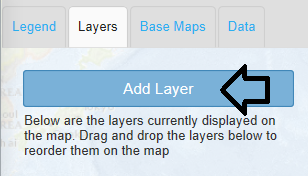 Legend Layers Base Maps Data
Add Layer
Below are the layers currently displayed on
the map. Drag and drop the layers below to
reorder them on the map